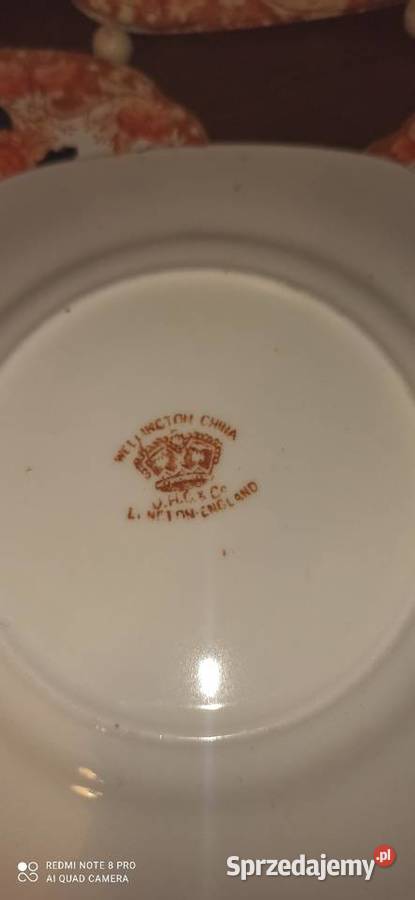 WELLINGTON CHINA
J.H.C. & Co
LONGTON-ENGLAND
REDMI NOTE 8 PRO
AI QUAD CAMERA
Sprzedajemy.pl